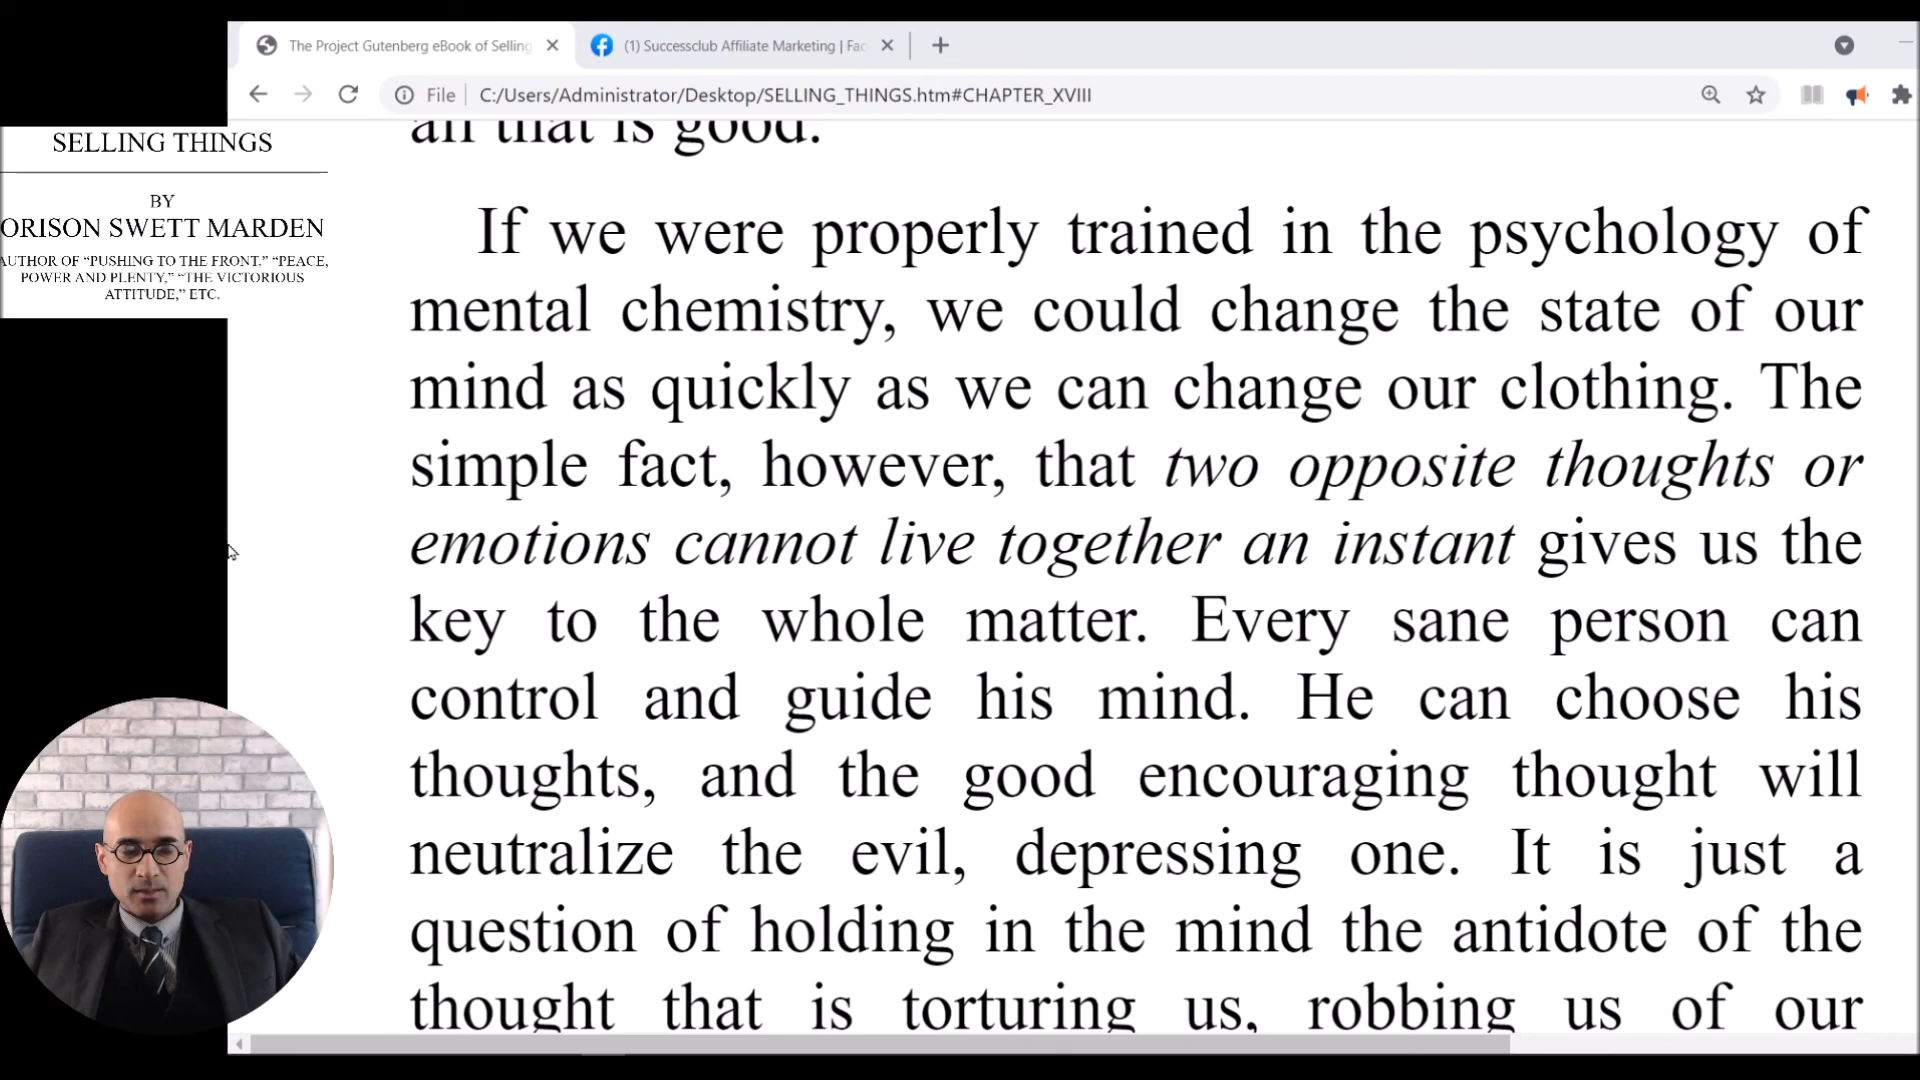 The Project Gutenberg eBook of Selling
(1) Successclub Affiliate Marketing | Fac
File
C:/Users/Administrator/Desktop/SELLING_THINGS.htm#CHAPTER_XVIII
SELLING THINGS
BY
ORISON SWETT MARDEN
AUTHOR OF “PUSHING TO THE FRONT,” “PEACE,
POWER AND PLENTY,” “THE VICTORIOUS
ATTITUDE,” ETC.
all that is good.
If we were properly trained in the psychology of
mental chemistry, we could change the state of our
mind as quickly as we can change our clothing. The
simple fact, however, that two opposite thoughts or
emotions cannot live together an instant gives us the
key to the whole matter. Every sane person can
control and guide his mind. He can choose his
thoughts, and the good encouraging thought will
neutralize the evil, depressing one. It is just a
question of holding in the mind the antidote of the
thought that is torturing us, robbing us of our